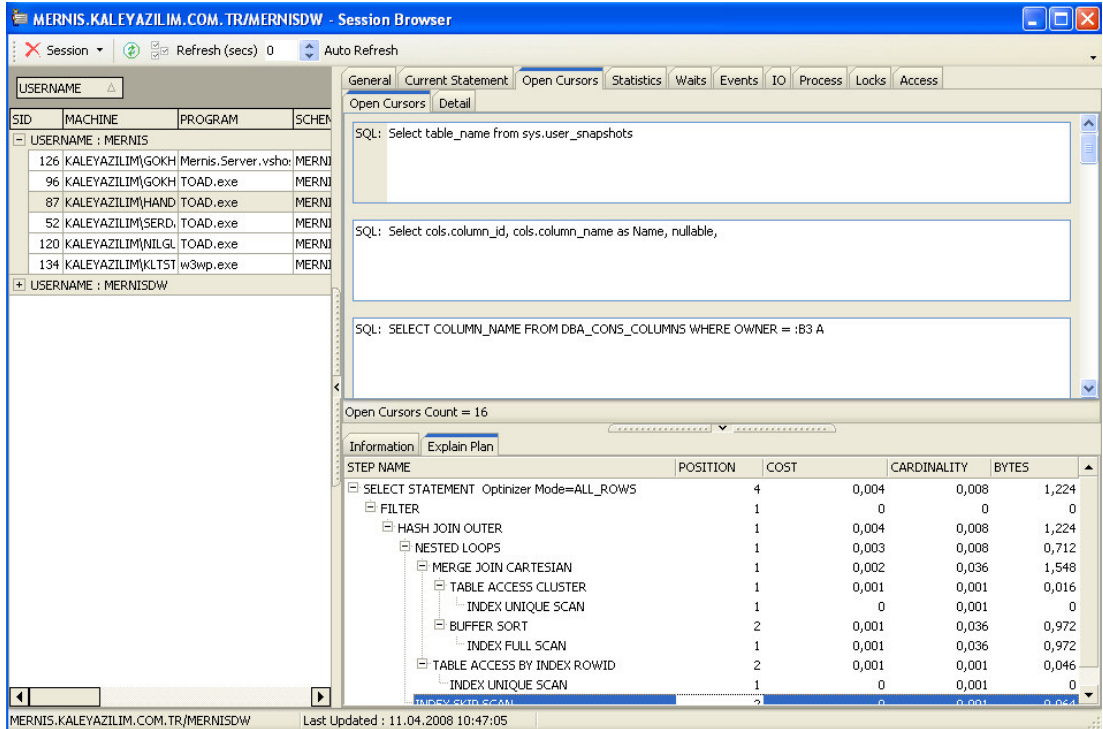 MERNIS.KALEYAZILIM.COM.TR/MERNISDW - Session Browser
Session Refresh (secs) 0 Auto Refresh
USERNAME
SID MACHINE PROGRAM SCHEM
USERNAME : MERNIS
126 KALEYAZILIM\GOKH Mernis.Server.vsho: MERNI
96 KALEYAZILIM\GOKH TOAD.exe MERNI
87 KALEYAZILIM\HAND TOAD.exe MERNI
52 KALEYAZILIM\SERD. TOAD.exe MERNI
120 KALEYAZILIM\NILGL TOAD.exe MERNI
134 KALEYAZILIM\KLTST w3wp.exe MERNI
USERNAME : MERNISDW
General Current Statement Open Cursors Statistics Waits Events IO Process Locks Access
Open Cursors Detail
SQL: Select table_name from sys.user_snapshots
SQL: Select cols.column_id, cols.column_name as Name, nullable,
SQL: SELECT COLUMN_NAME FROM DBA_CONS_COLUMNS WHERE OWNER = :B3 A
Open Cursors Count = 16
Information Explain Plan
STEP NAME POSITION COST CARDINALITY BYTES
SELECT STATEMENT Optimizer Mode=ALL_ROWS 4 0,004 0,008 1,224
FILTER 1 0 0 0
HASH JOIN OUTER 1 0,004 0,008 1,224
NESTED LOOPS 1 0,003 0,008 0,712
MERGE JOIN CARTESIAN 1 0,002 0,036 1,548
TABLE ACCESS CLUSTER 1 0,001 0,001 0,016
INDEX UNIQUE SCAN 1 0 0,001 0
BUFFER SORT 2 0,001 0,036 0,972
INDEX FULL SCAN 1 0,001 0,036 0,972
TABLE ACCESS BY INDEX ROWID 2 0,001 0,001 0,046
INDEX UNIQUE SCAN 1 0 0,001 0
INDEX SKIP SCAN 2 0 0,001 0,064
MERNIS.KALEYAZILIM.COM.TR/MERNISDW Last Updated : 11.04.2008 10:47:05